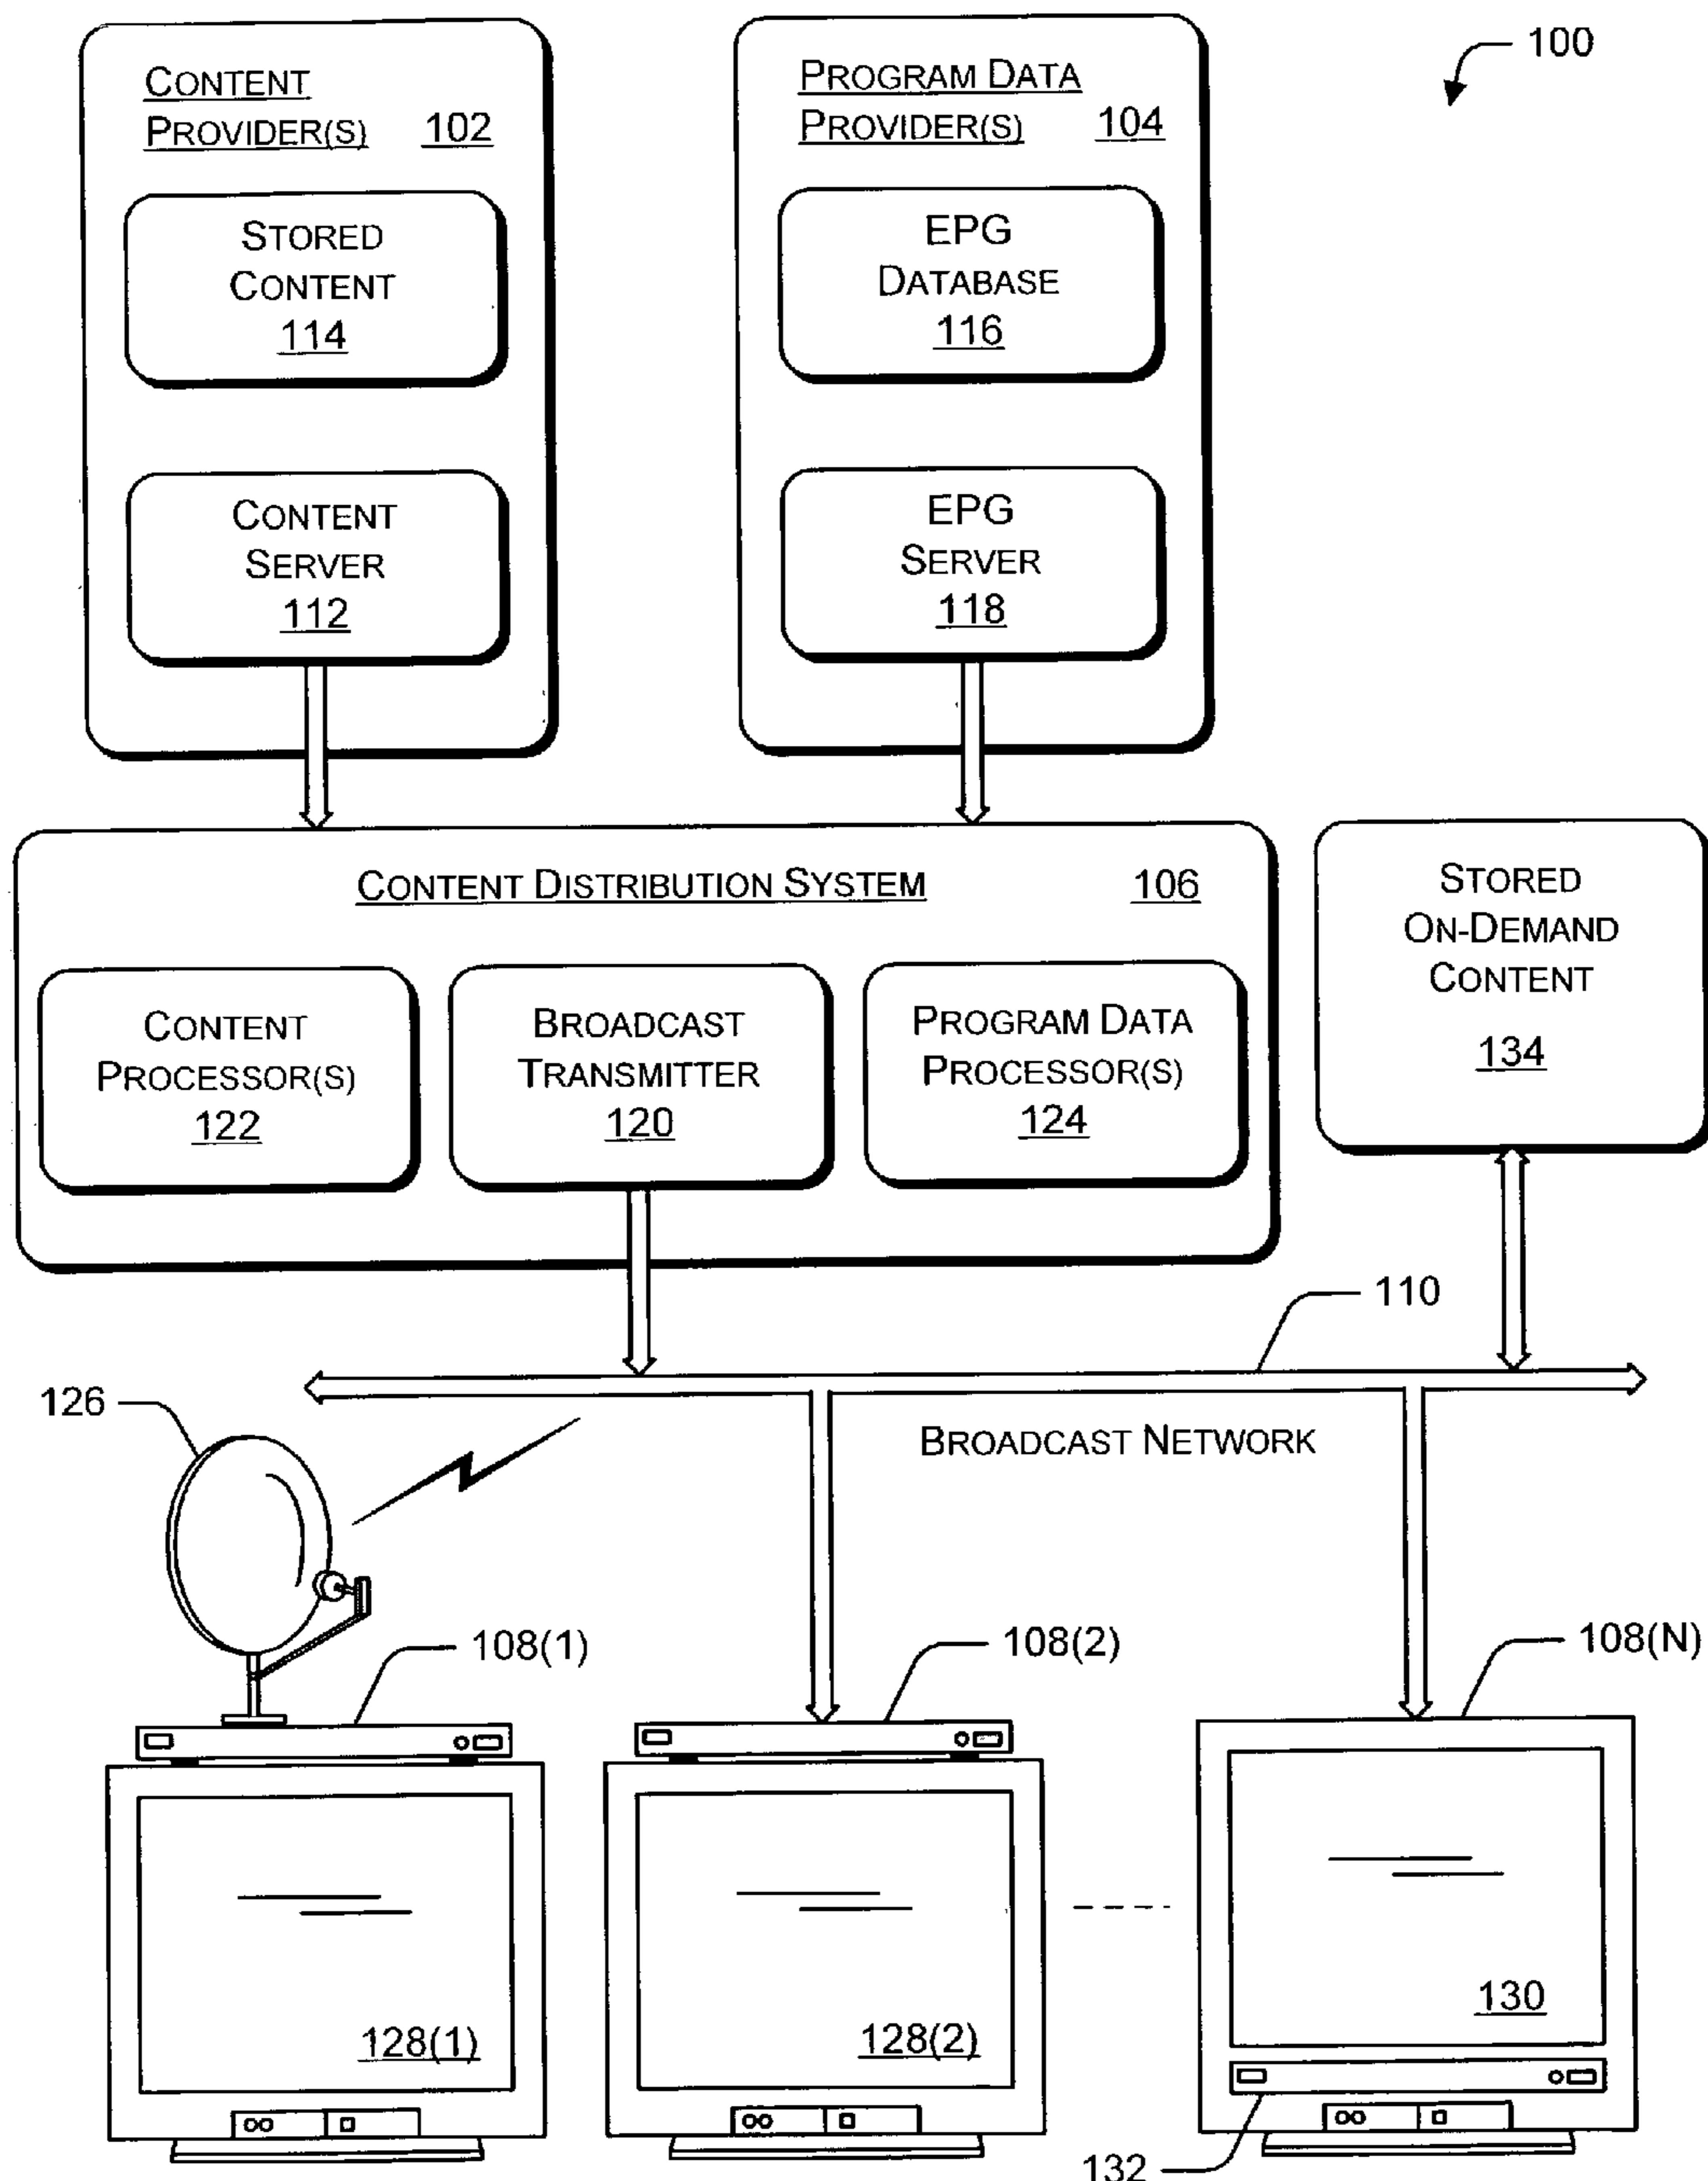 100
CONTENT
PROVIDER(S) 102
STORED
CONTENT
114
CONTENT
SERVER
112
PROGRAM DATA
PROVIDER(S) 104
EPG
DATABASE
116
EPG
SERVER
118
CONTENT DISTRIBUTION SYSTEM 106
CONTENT
PROCESSOR(S)
122
BROADCAST
TRANSMITTER
120
PROGRAM DATA
PROCESSOR(S)
124
STORED
ON-DEMAND
CONTENT
134
110
126
BROADCAST NETWORK
108(1)
108(2)
108(N)
128(1)
128(2)
130
132